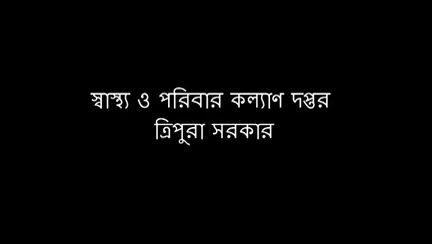 স্বাস্থ্য ও পরিবার কল্যাণ দপ্তর
ত্রিপুরা সরকার